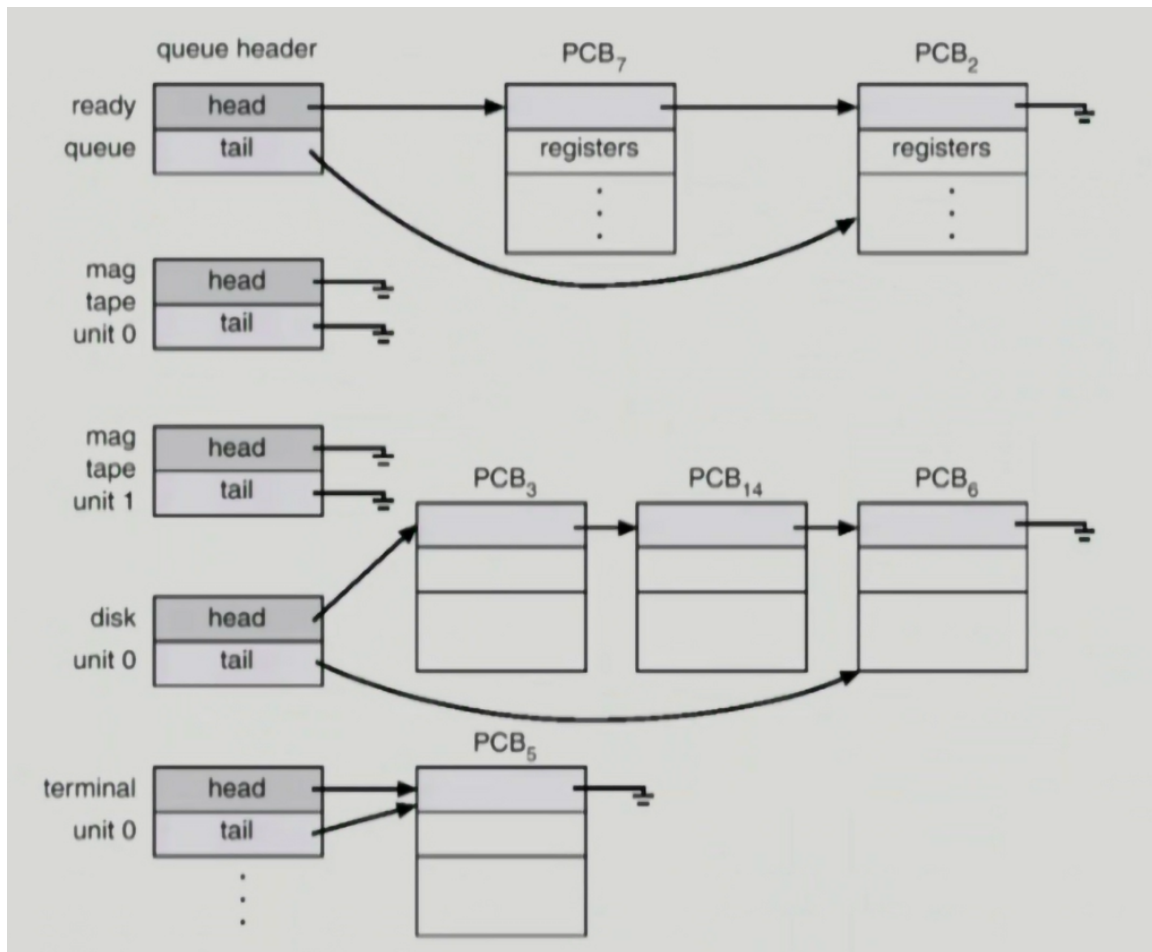 queue header
PCB7
PCB2
ready
head
queue
tail
registers
registers
mag
head
tape
tail
unit 0
mag
head
tape
tail
unit 1
PCB3
PCB14
PCB6
disk
head
unit 0
tail
PCB5
terminal
head
unit 0
tail